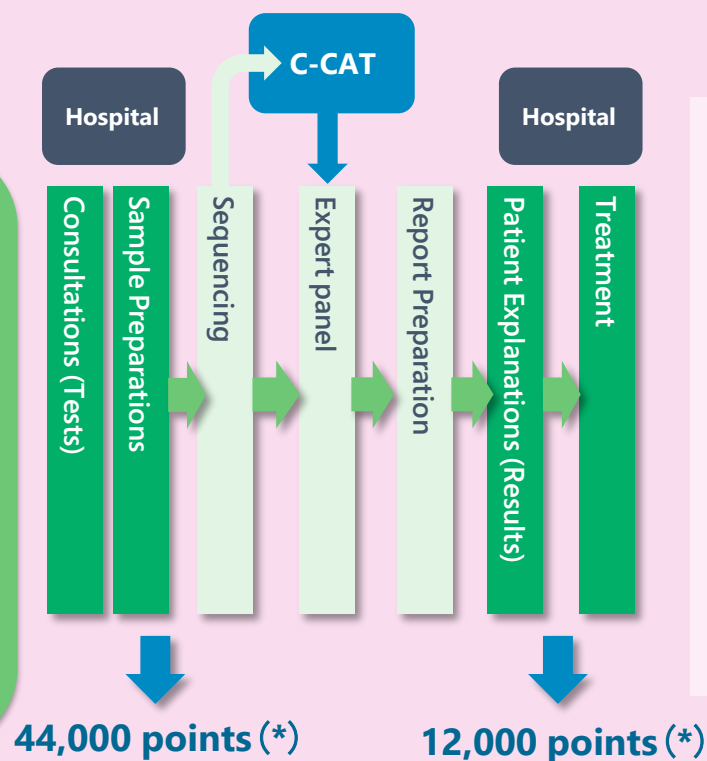 C-CAT
Hospital
Hospital
Consultations (Tests)
Sample Preparations
Sequencing
Expert panel
Report Preparation
Patient Explanations (Results)
Treatment
44,000 points (*)
12,000 points (*)